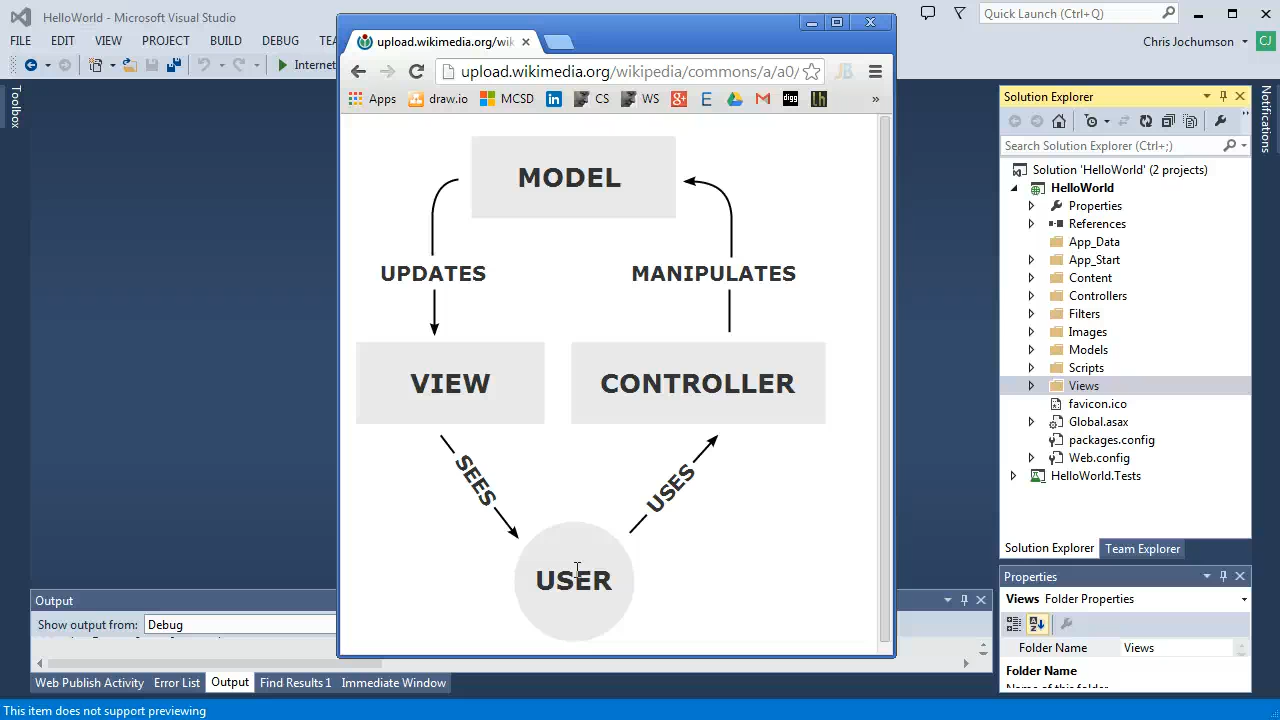 HelloWorld - Microsoft Visual Studio
Quick Launch (Ctrl+Q)
FILE EDIT VIEW PROJECT BUILD DEBUG
Chris Jochumson CJ
Internet
Toolbox
upload.wikimedia.org/wik
upload.wikimedia.org/wikipedia/commons/a/a0/
JB
Apps draw.io MCSD in CS WS g+ E M digg lh »
MODEL
UPDATES MANIPULATES
VIEW CONTROLLER
SEES USES
USER
Solution Explorer
Search Solution Explorer (Ctrl+;)
Solution 'HelloWorld' (2 projects)
HelloWorld
Properties
References
App_Data
App_Start
Content
Controllers
Filters
Images
Models
Scripts
Views
favicon.ico
Global.asax
packages.config
Web.config
HelloWorld.Tests
Solution Explorer Team Explorer
Notifications
Properties
Views Folder Properties
Folder Name Views
Folder Name
Output
Show output from: Debug
Web Publish Activity Error List Output Find Results 1 Immediate Window
This item does not support previewing